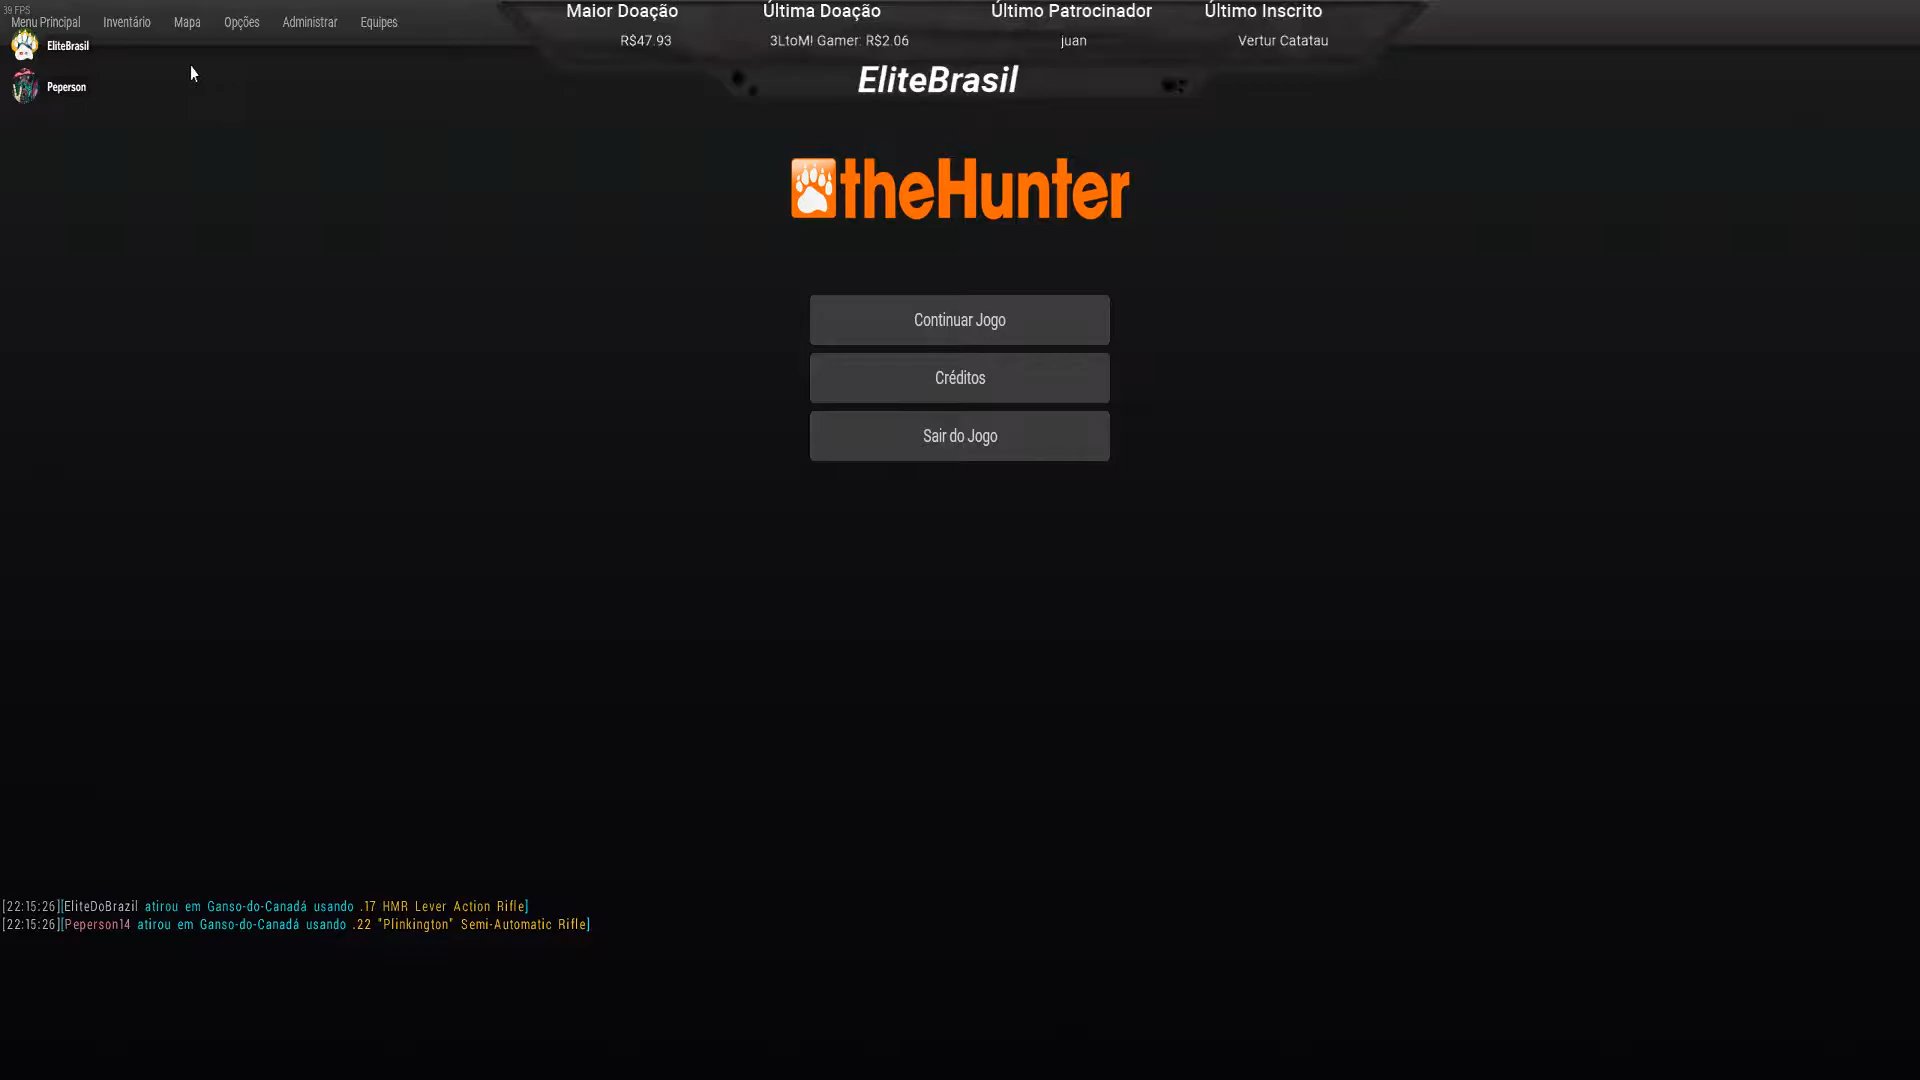 39 FPS
Menu Principal Inventário Mapa Opções Administrar Equipes
EliteBrasil
Peperson
Maior Doação Última Doação Último Patrocinador Último Inscrito
R$47.93 3LtoM! Gamer: R$2.06 juan Vertur Catatau
EliteBrasil
theHunter
Continuar Jogo
Créditos
Sair do Jogo
[22:15:26][EliteDoBrazil atirou em Ganso-do-Canadá usando .17 HMR Lever Action Rifle]
[22:15:26][Peperson14 atirou em Ganso-do-Canadá usando .22 "Plinkington" Semi-Automatic Rifle]